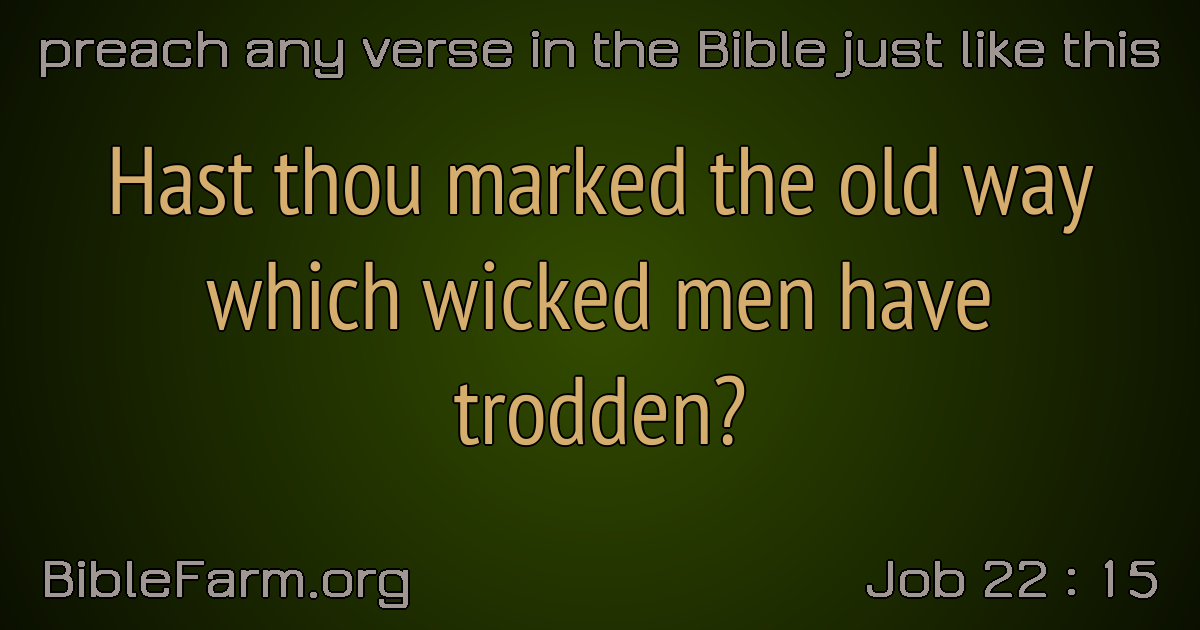 preach any verse in the Bible just like this
Hast thou marked the old way
which wicked men have
trodden?
BibleFarm.org
Job 22 : 15